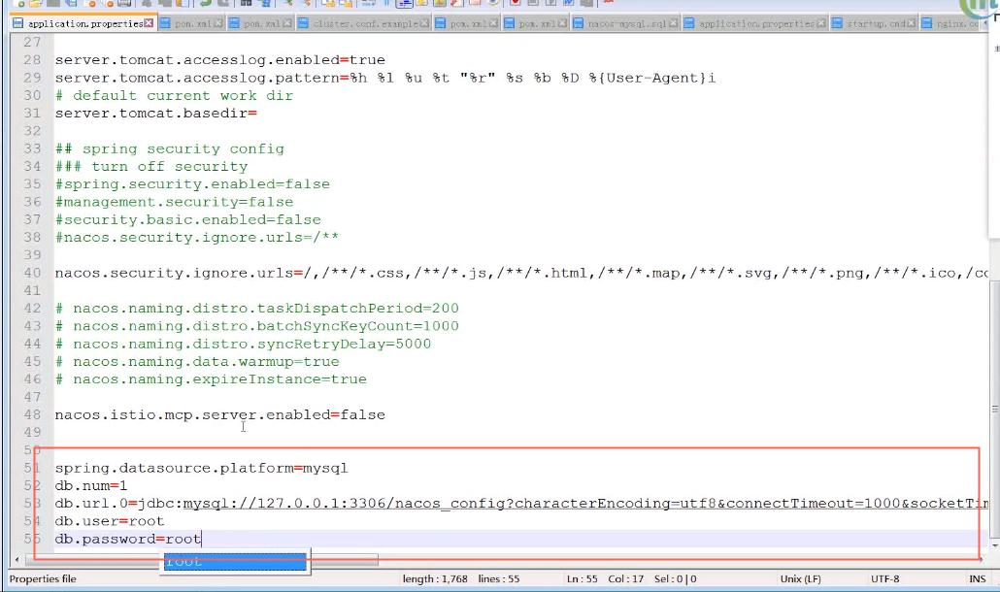 application.properties pom.xml pom.xml cluster.conf.example pom.xml pom.xml nacos-mysql.sql application.properties startup.cmd nginx.co
27
28 server.tomcat.accesslog.enabled=true
29 server.tomcat.accesslog.pattern=%h %l %u %t "%r" %s %b %D %{User-Agent}i
30 # default current work dir
31 server.tomcat.basedir=
32
33 ## spring security config
34 ### turn off security
35 #spring.security.enabled=false
36 #management.security=false
37 #security.basic.enabled=false
38 #nacos.security.ignore.urls=/**
39
40 nacos.security.ignore.urls=/,/**/*.css,/**/*.js,/**/*.html,/**/*.map,/**/*.svg,/**/*.png,/**/*.ico,/co
41
42 # nacos.naming.distro.taskDispatchPeriod=200
43 # nacos.naming.distro.batchSyncKeyCount=1000
44 # nacos.naming.distro.syncRetryDelay=5000
45 # nacos.naming.data.warmup=true
46 # nacos.naming.expireInstance=true
47
48 nacos.istio.mcp.server.enabled=false
49
50
51 spring.datasource.platform=mysql
52 db.num=1
53 db.url.0=jdbc:mysql://127.0.0.1:3306/nacos_config?characterEncoding=utf8&connectTimeout=1000&socketTim
54 db.user=root
55 db.password=root
root
Properties file length : 1,768 lines : 55 Ln : 55 Col : 17 Sel : 0 | 0 Unix (LF) UTF-8 INS